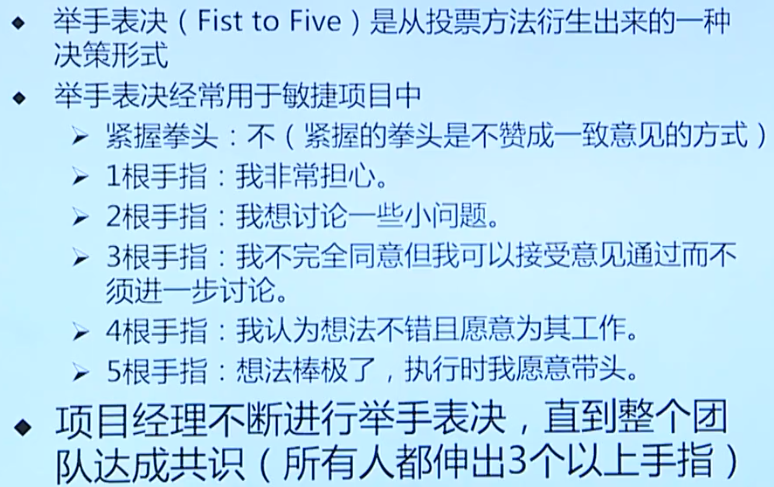 ◆ 举手表决（Fist to Five）是从投票方法衍生出来的一种
决策形式
◆ 举手表决经常用于敏捷项目中
➢ 紧握拳头：不（紧握的拳头是不赞成一致意见的方式）
➢ 1根手指：我非常担心。
➢ 2根手指：我想讨论一些小问题。
➢ 3根手指：我不完全同意但我可以接受意见通过而不
须进一步讨论。
➢ 4根手指：我认为想法不错且愿意为其工作。
➢ 5根手指：想法棒极了，执行时我愿意带头。
◆ 项目经理不断进行举手表决，直到整个团
队达成共识（所有人都伸出3个以上手指）